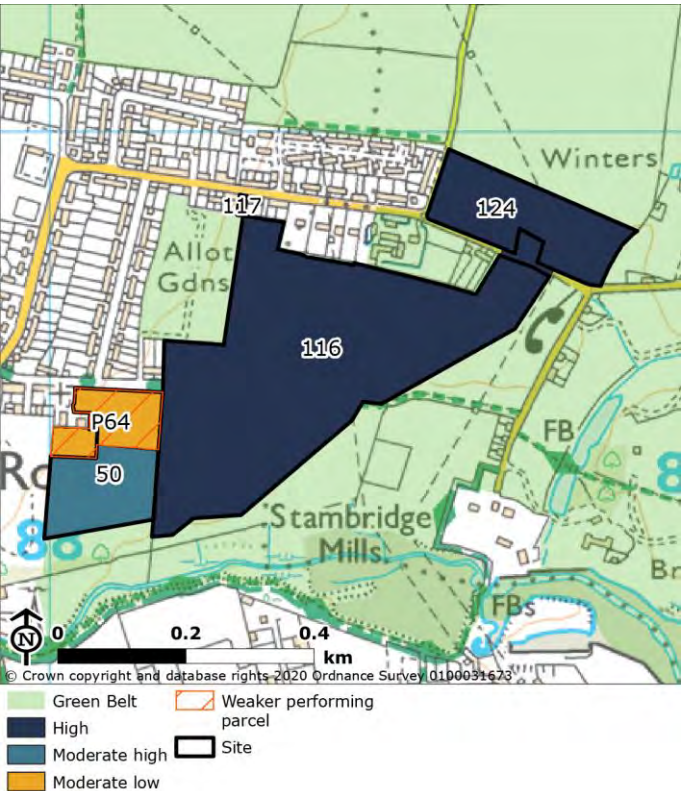 Winters
124
117
Allot
Gdns
116
P64
50
Ro
FB
8
88
Stambridge
Mills
Br
FBs
N
0 0.2 0.4
km
© Crown copyright and database rights 2020 Ordnance Survey 0100031673
Green Belt
High
Moderate high
Moderate low
Weaker performing
parcel
Site